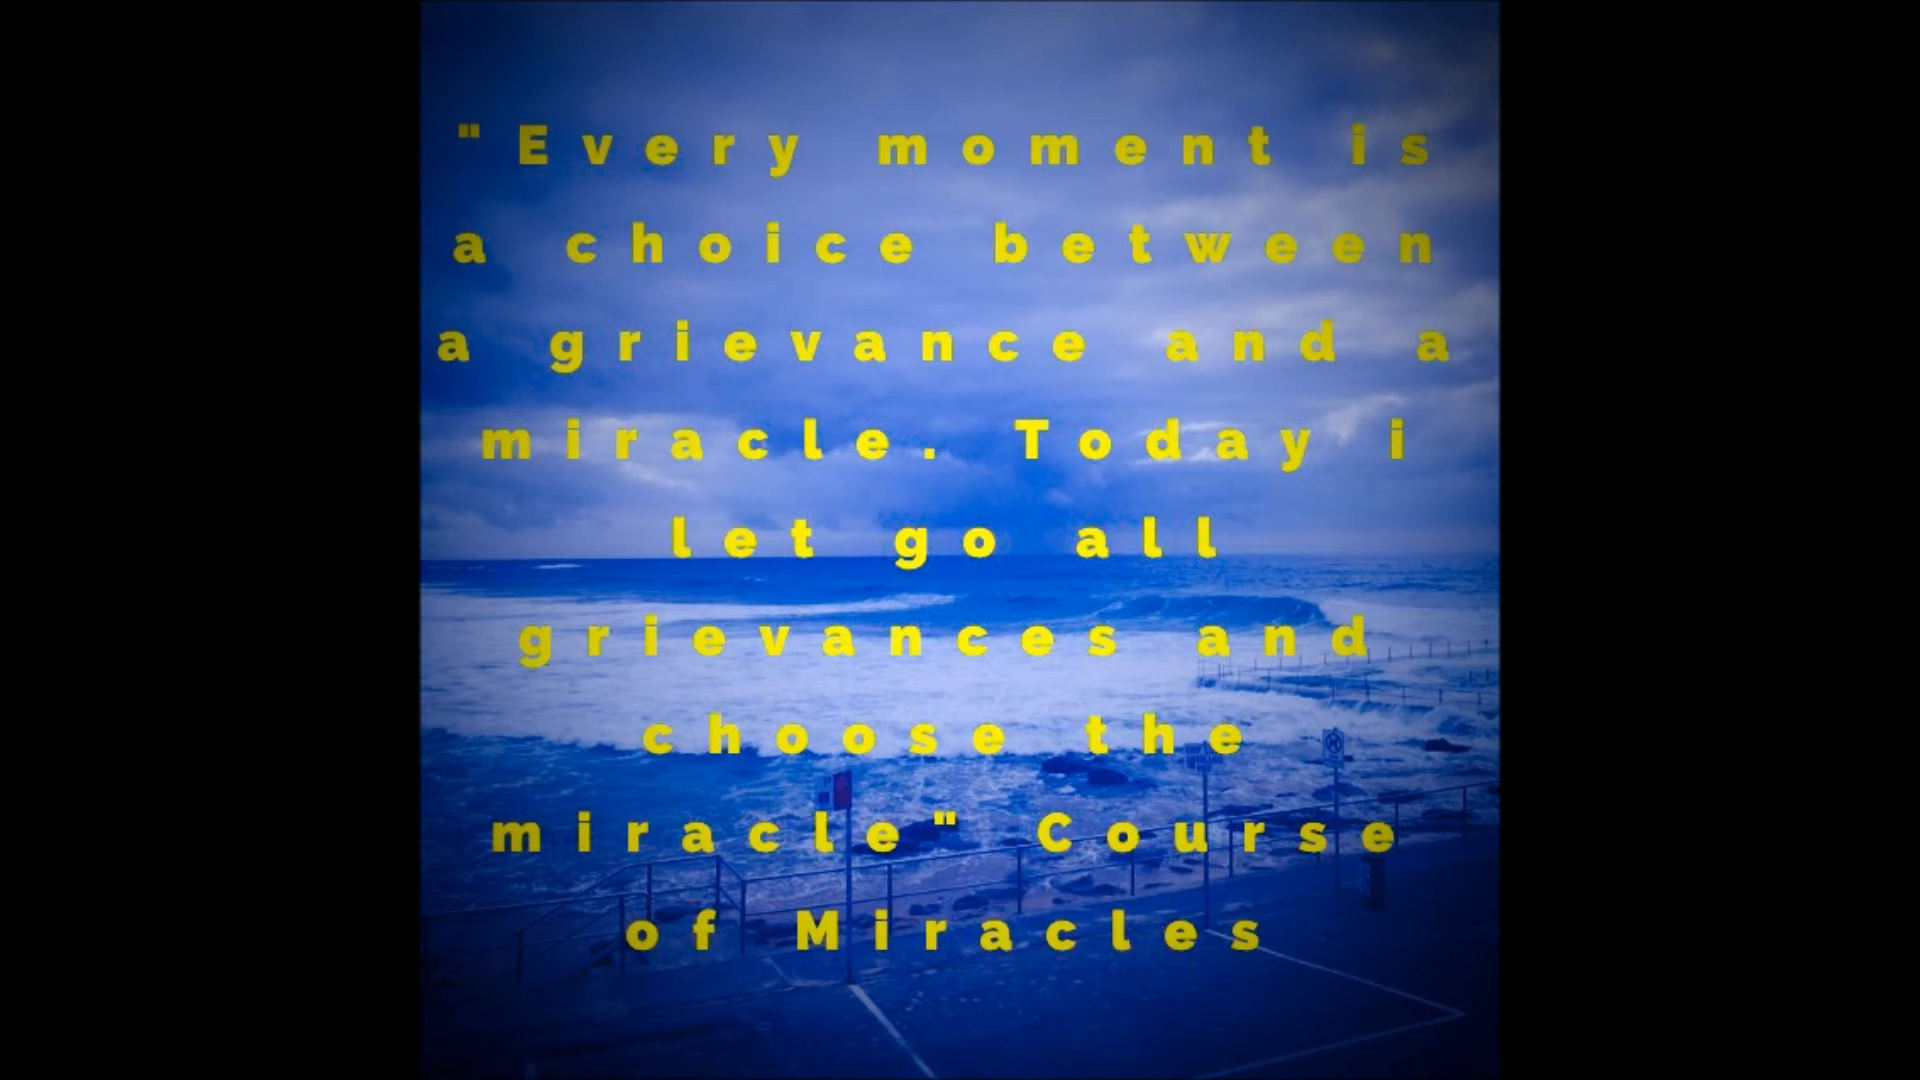 "Every moment is
a choice between
a grievance and a
miracle. Today i
let go all
grievances and
choose the
miracle" Course
of Miracles